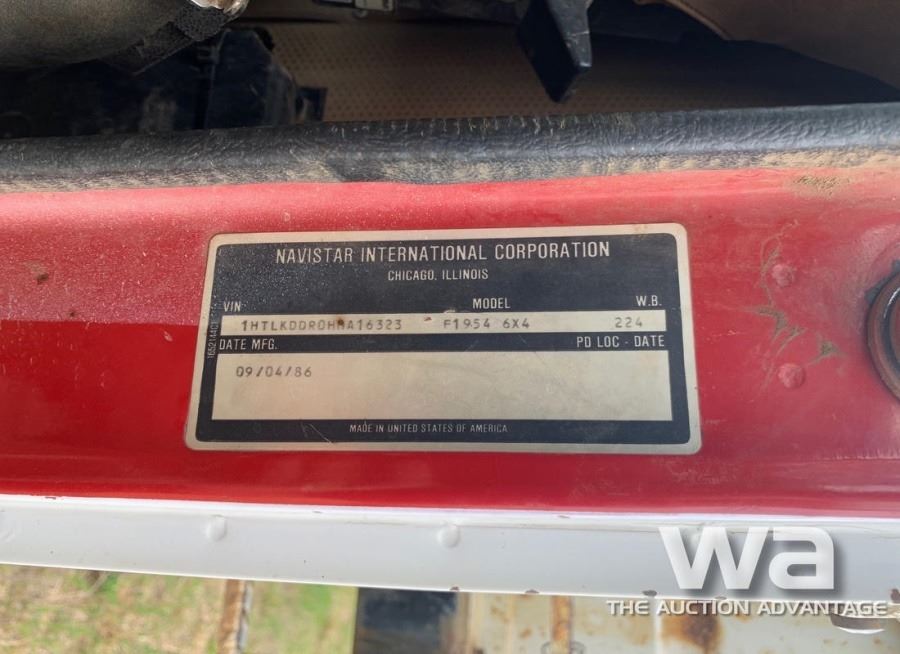 NAVISTAR INTERNATIONAL CORPORATION
CHICAGO, ILLINOIS
VIN MODEL W.B.
F1954 6X4 224
DATE MFG. PD LOC - DATE
09/04/86
MADE IN UNITED STATES OF AMERICA
wa
THE AUCTION ADVANTAGE